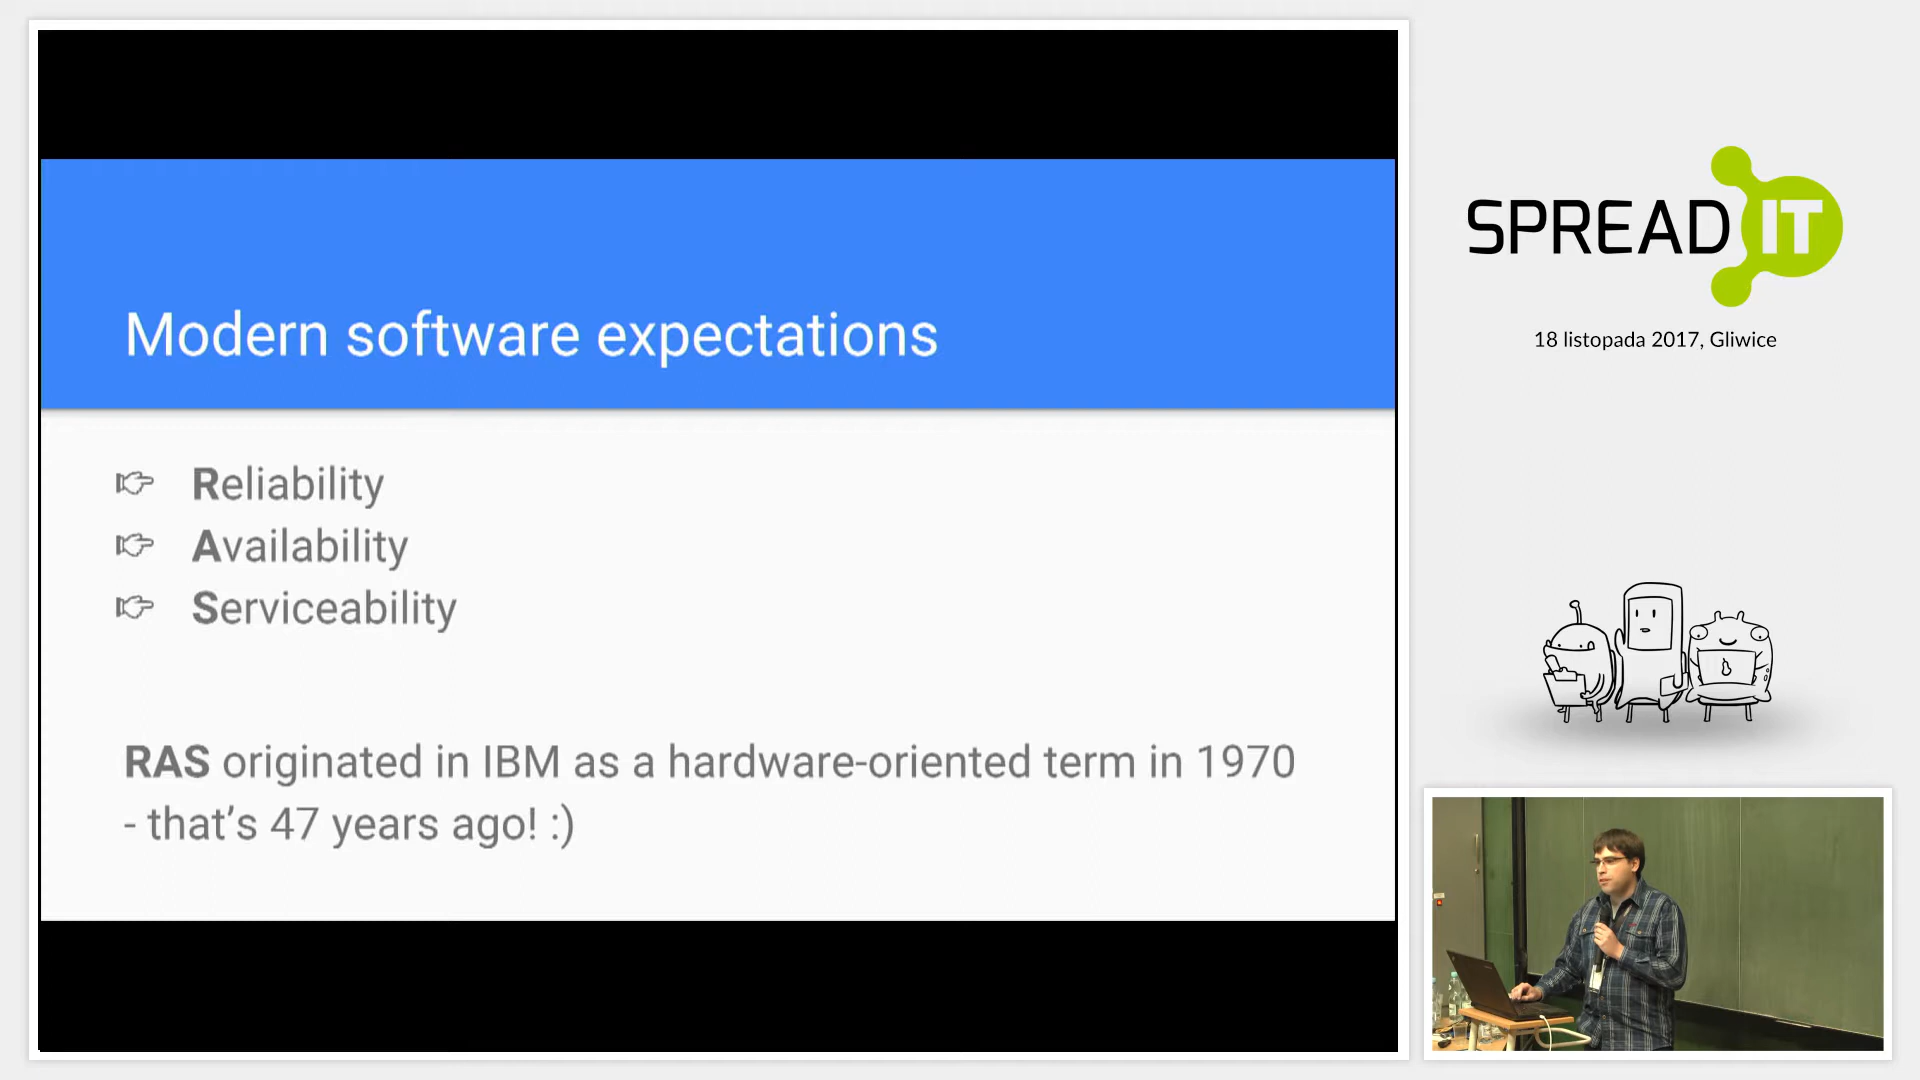 Modern software expectations
☞ Reliability
☞ Availability
☞ Serviceability
RAS originated in IBM as a hardware-oriented term in 1970
- that's 47 years ago! :)
SPREAD IT
18 listopada 2017, Gliwice